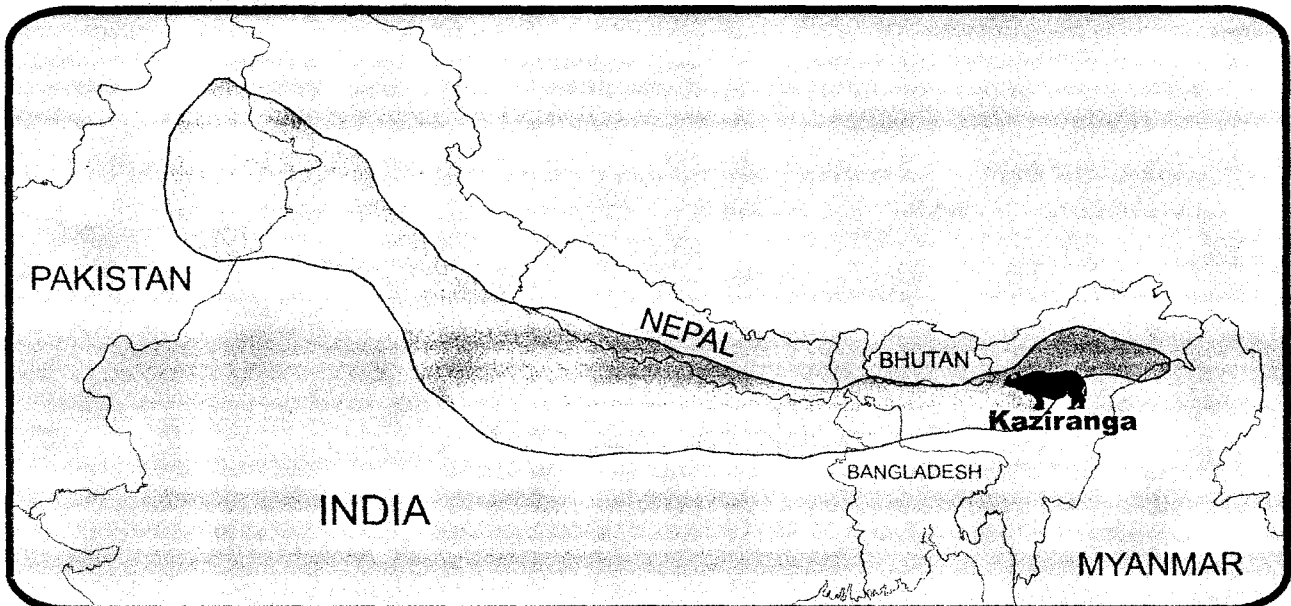 PAKISTAN
NEPAL
BHUTAN
Kaziranga
BANGLADESH
INDIA
MYANMAR